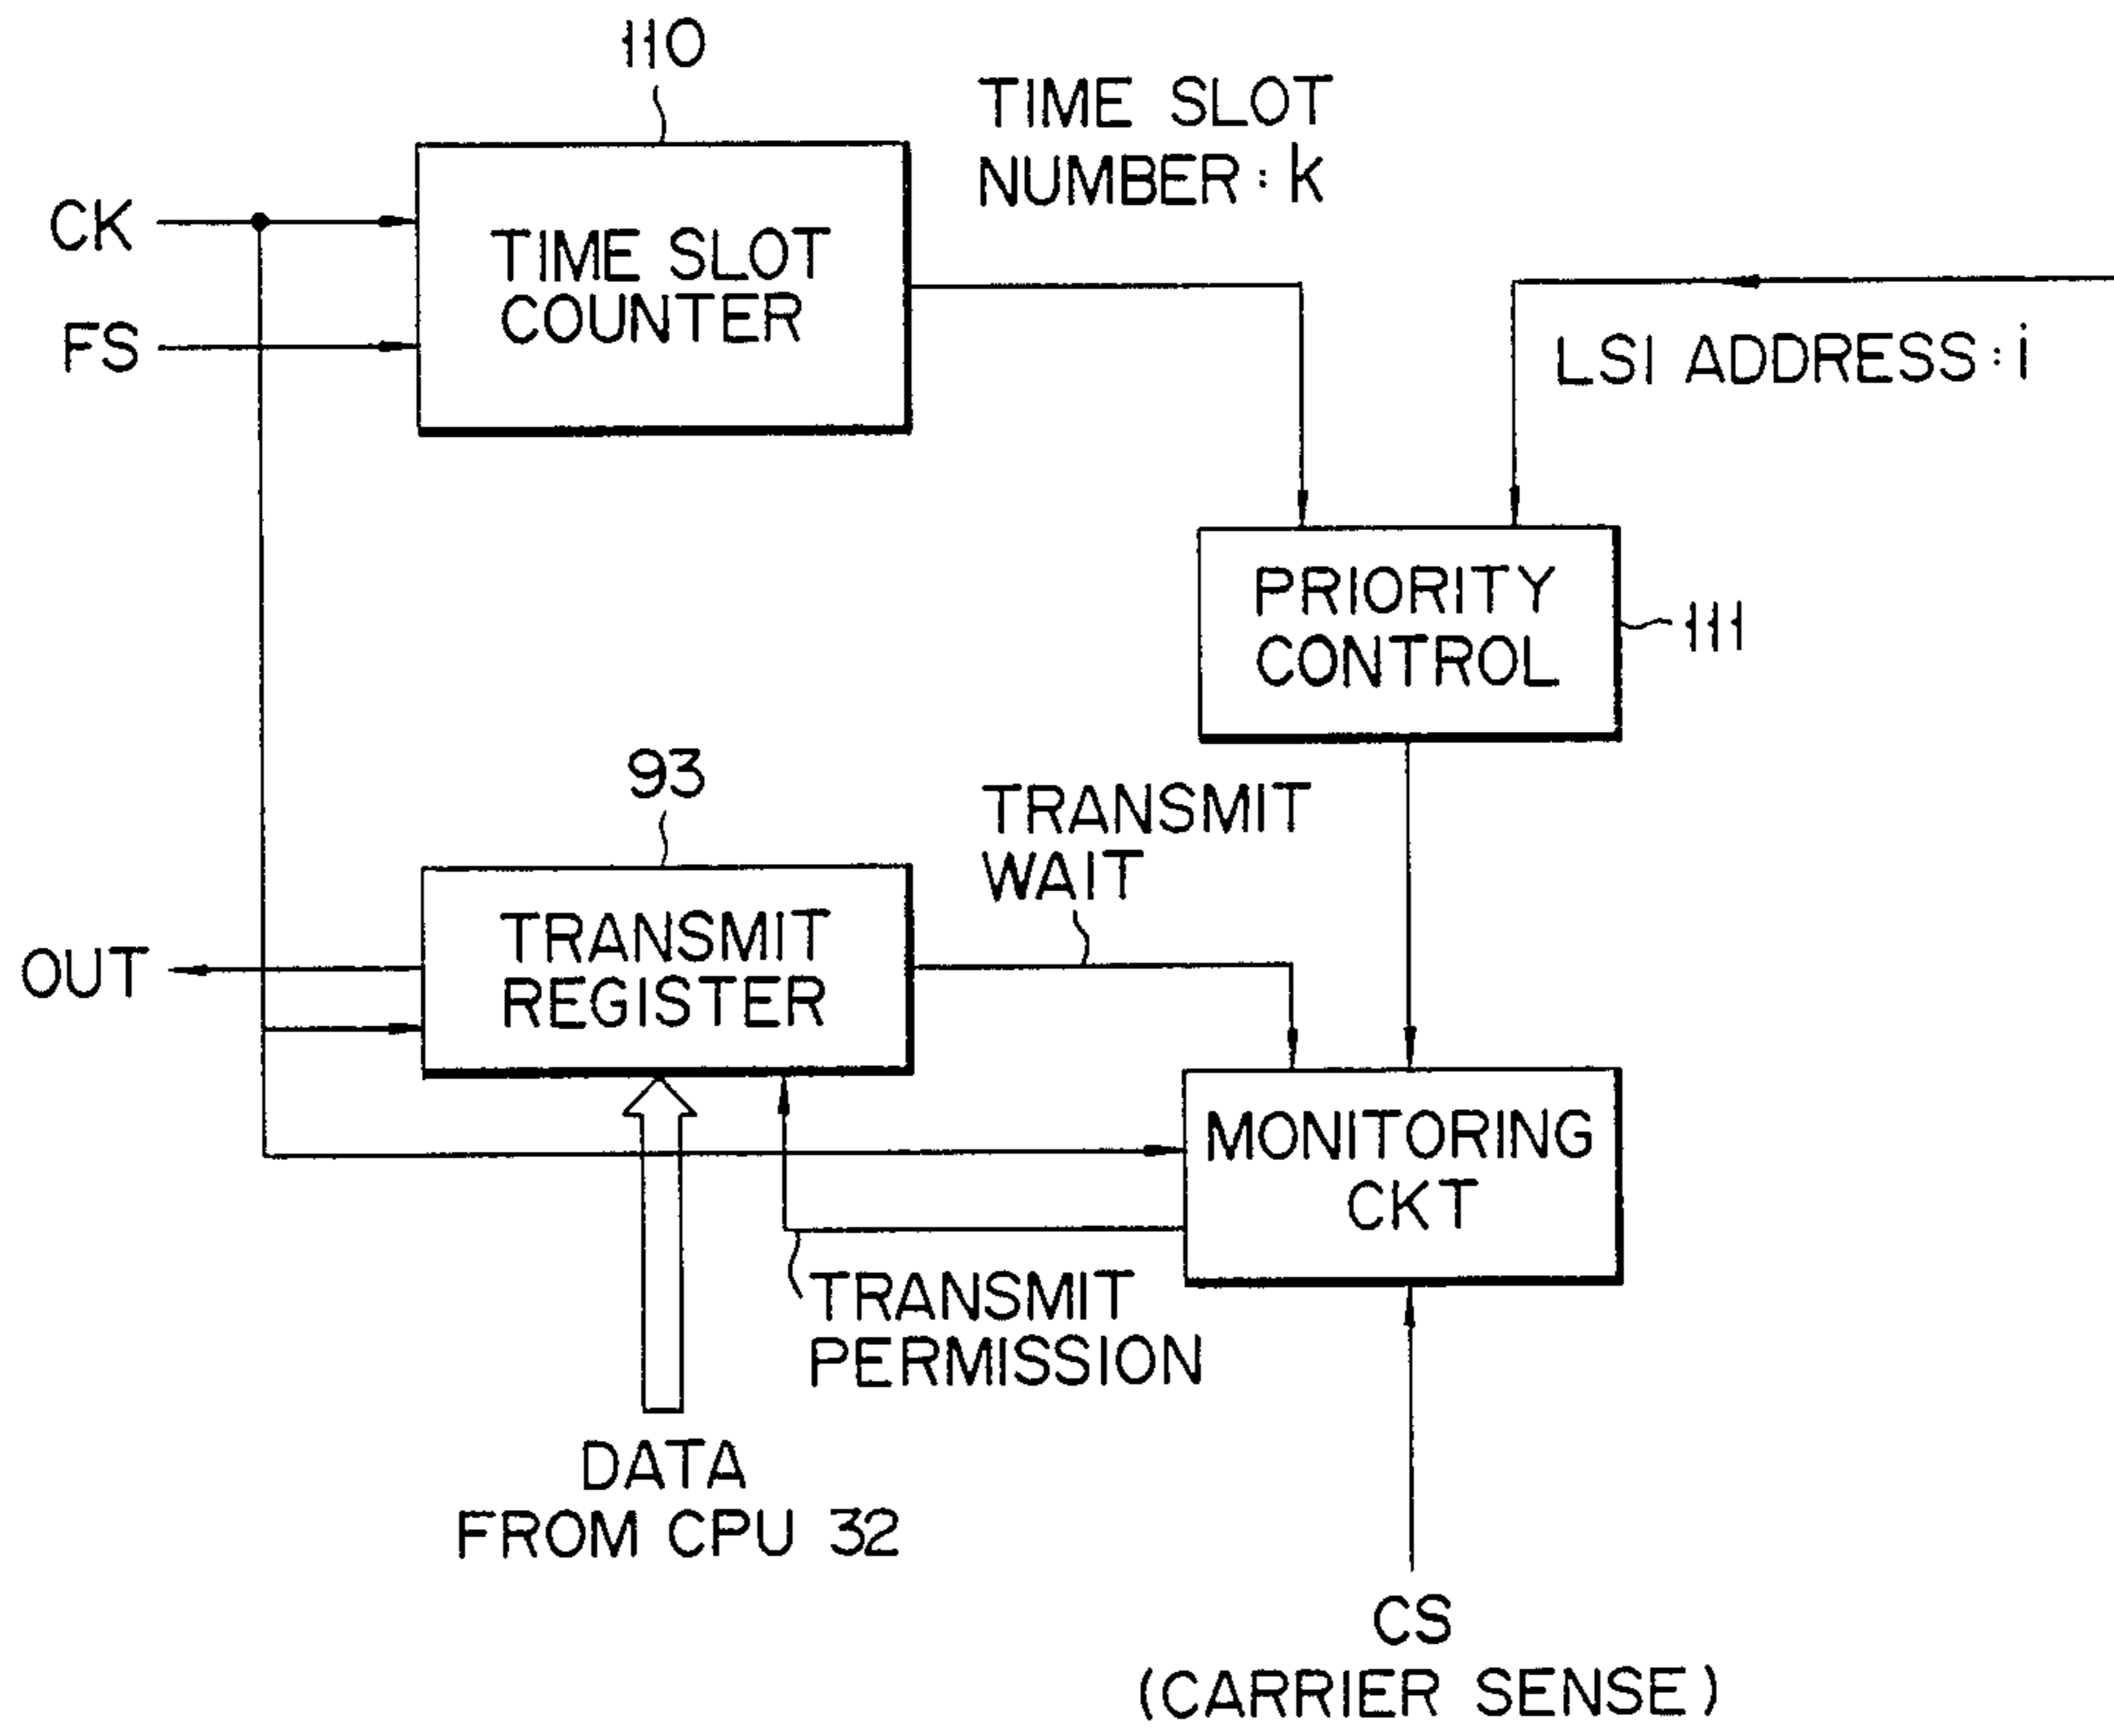 110
TIME SLOT
NUMBER : k
CK
TIME SLOT
COUNTER
FS
LSI ADDRESS : i
PRIORITY
CONTROL
111
93
TRANSMIT
WAIT
TRANSMIT
REGISTER
OUT
MONITORING
CKT
TRANSMIT
PERMISSION
DATA
FROM CPU 32
CS
(CARRIER SENSE)